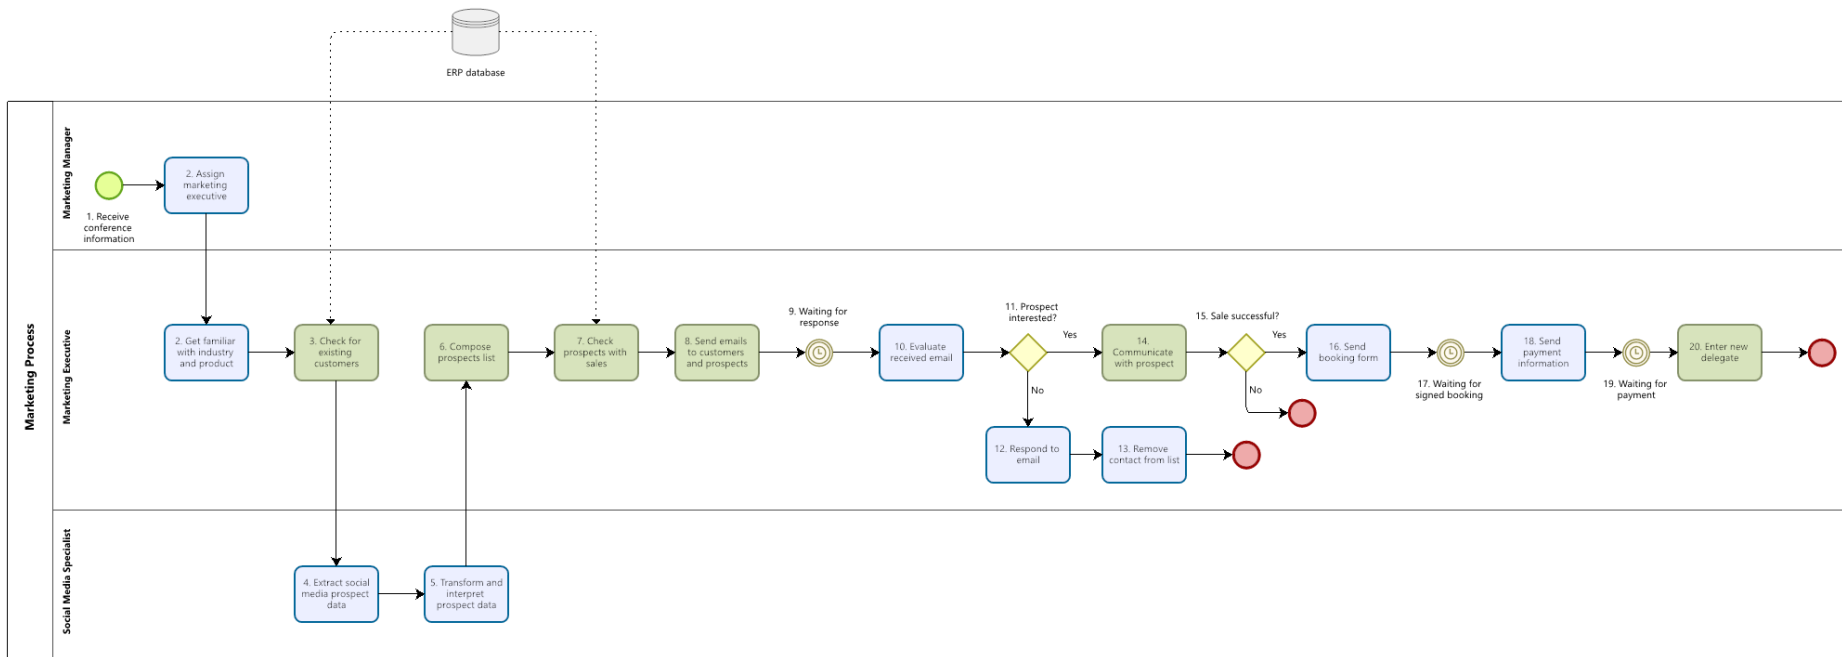 ERP database
Marketing Process
Marketing Manager
1. Receive
conference
information
2. Assign
marketing
executive
Marketing Executive
2. Get familiar
with industry
and product
3. Check for
existing
customers
6. Compose
prospects list
7. Check
prospects with
sales
8. Send emails
to customers
and prospects
9. Waiting for
response
10. Evaluate
received email
11. Prospect
interested?
Yes
No
12. Respond to
email
13. Remove
contact from list
14.
Communicate
with prospect
15. Sale successful?
Yes
No
16. Send
booking form
17. Waiting for
signed booking
18. Send
payment
information
19. Waiting for
payment
20. Enter new
delegate
Social Media Specialist
4. Extract social
media prospect
data
5. Transform and
interpret
prospect data